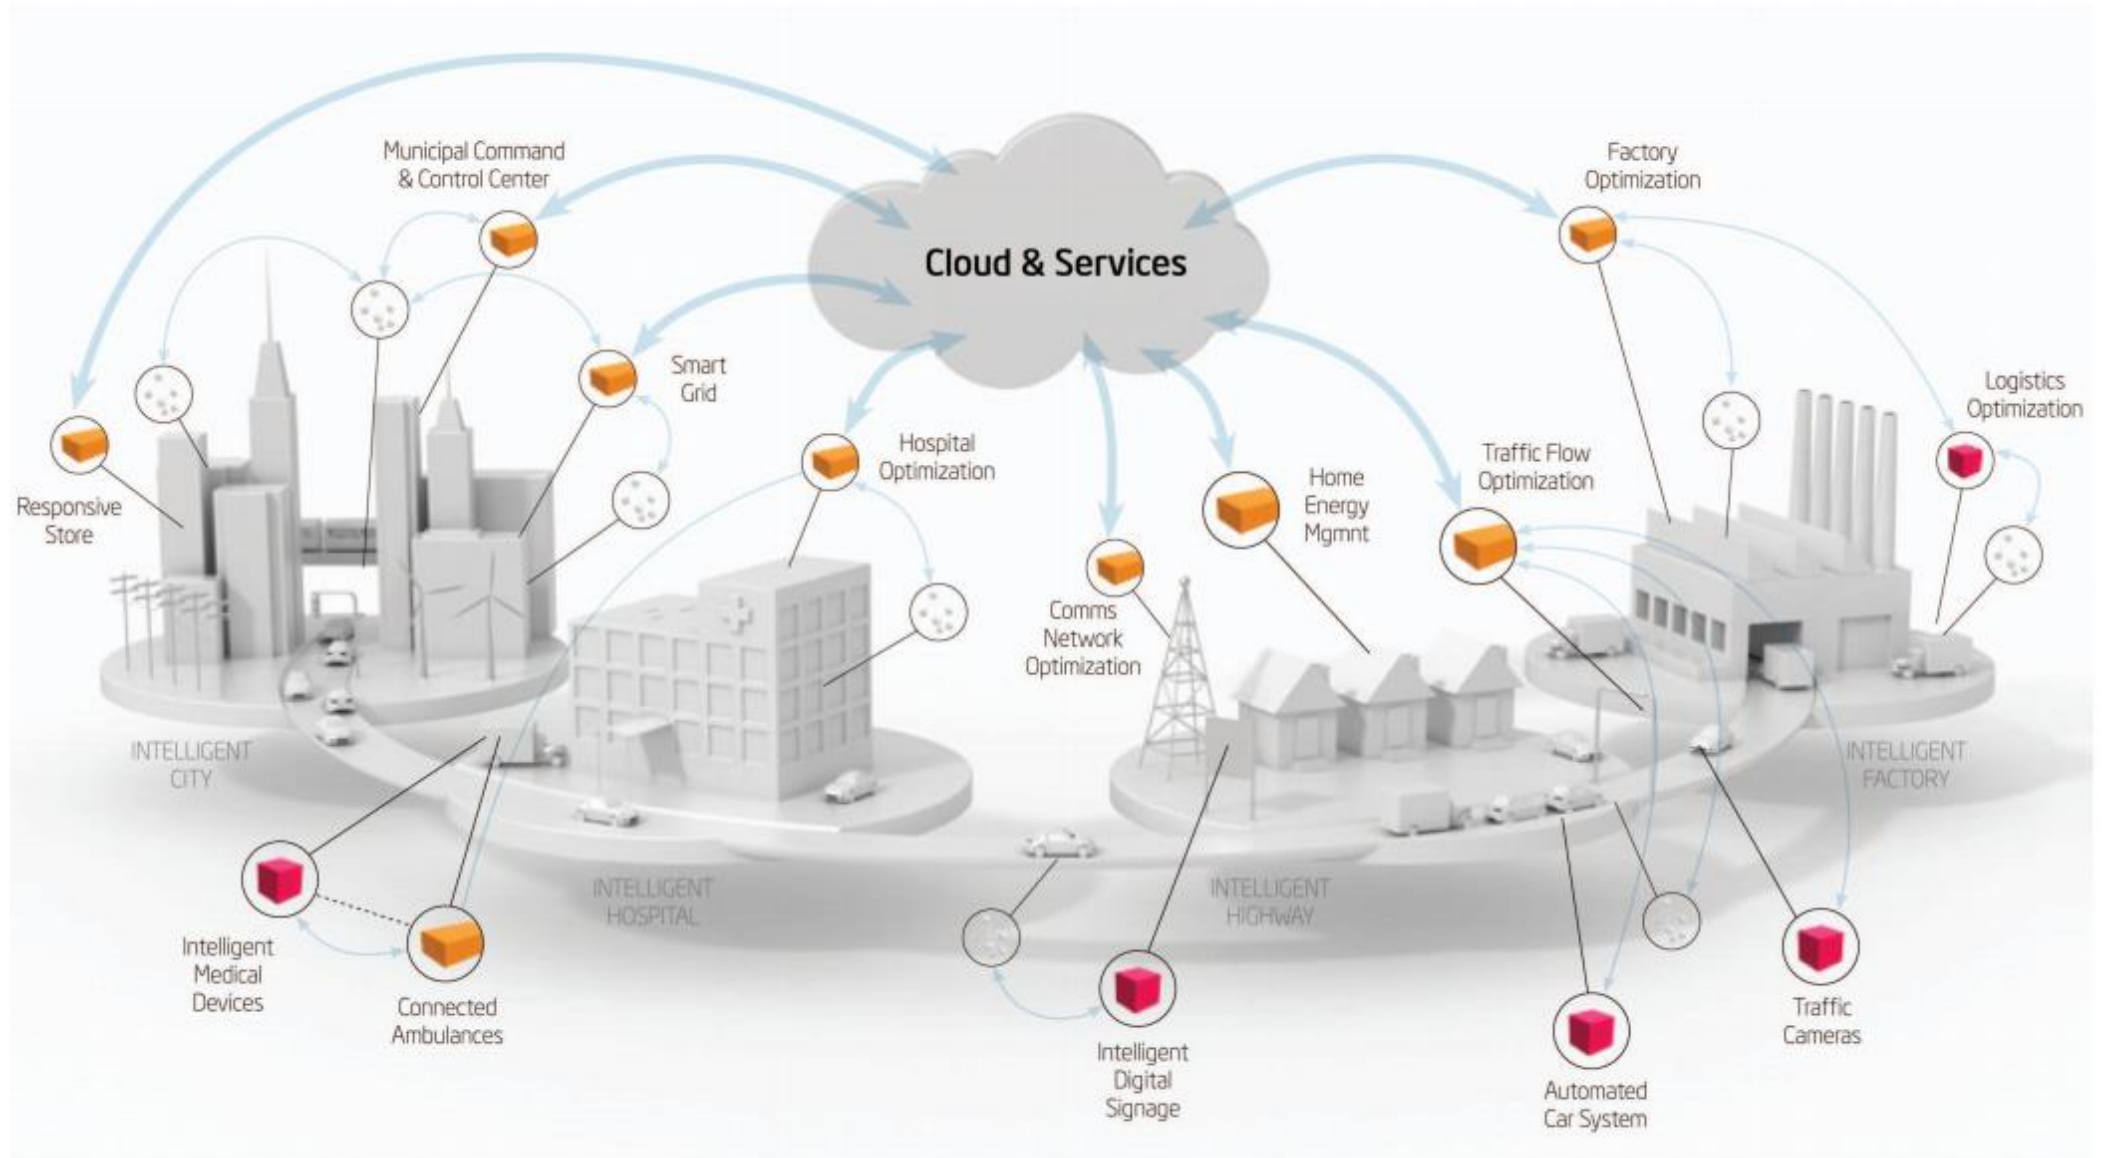 Municipal Command
& Control Center
Factory
Optimization
Cloud & Services
Smart
Grid
Logistics
Optimization
Hospital
Optimization
Traffic Flow
Optimization
Home
Energy
Mgmnt
Responsive
Store
Comms
Network
Optimization
INTELLIGENT
CITY
INTELLIGENT
FACTORY
INTELLIGENT
HOSPITAL
INTELLIGENT
HIGHWAY
Intelligent
Medical
Devices
Connected
Ambulances
Intelligent
Digital
Signage
Traffic
Cameras
Automated
Car System